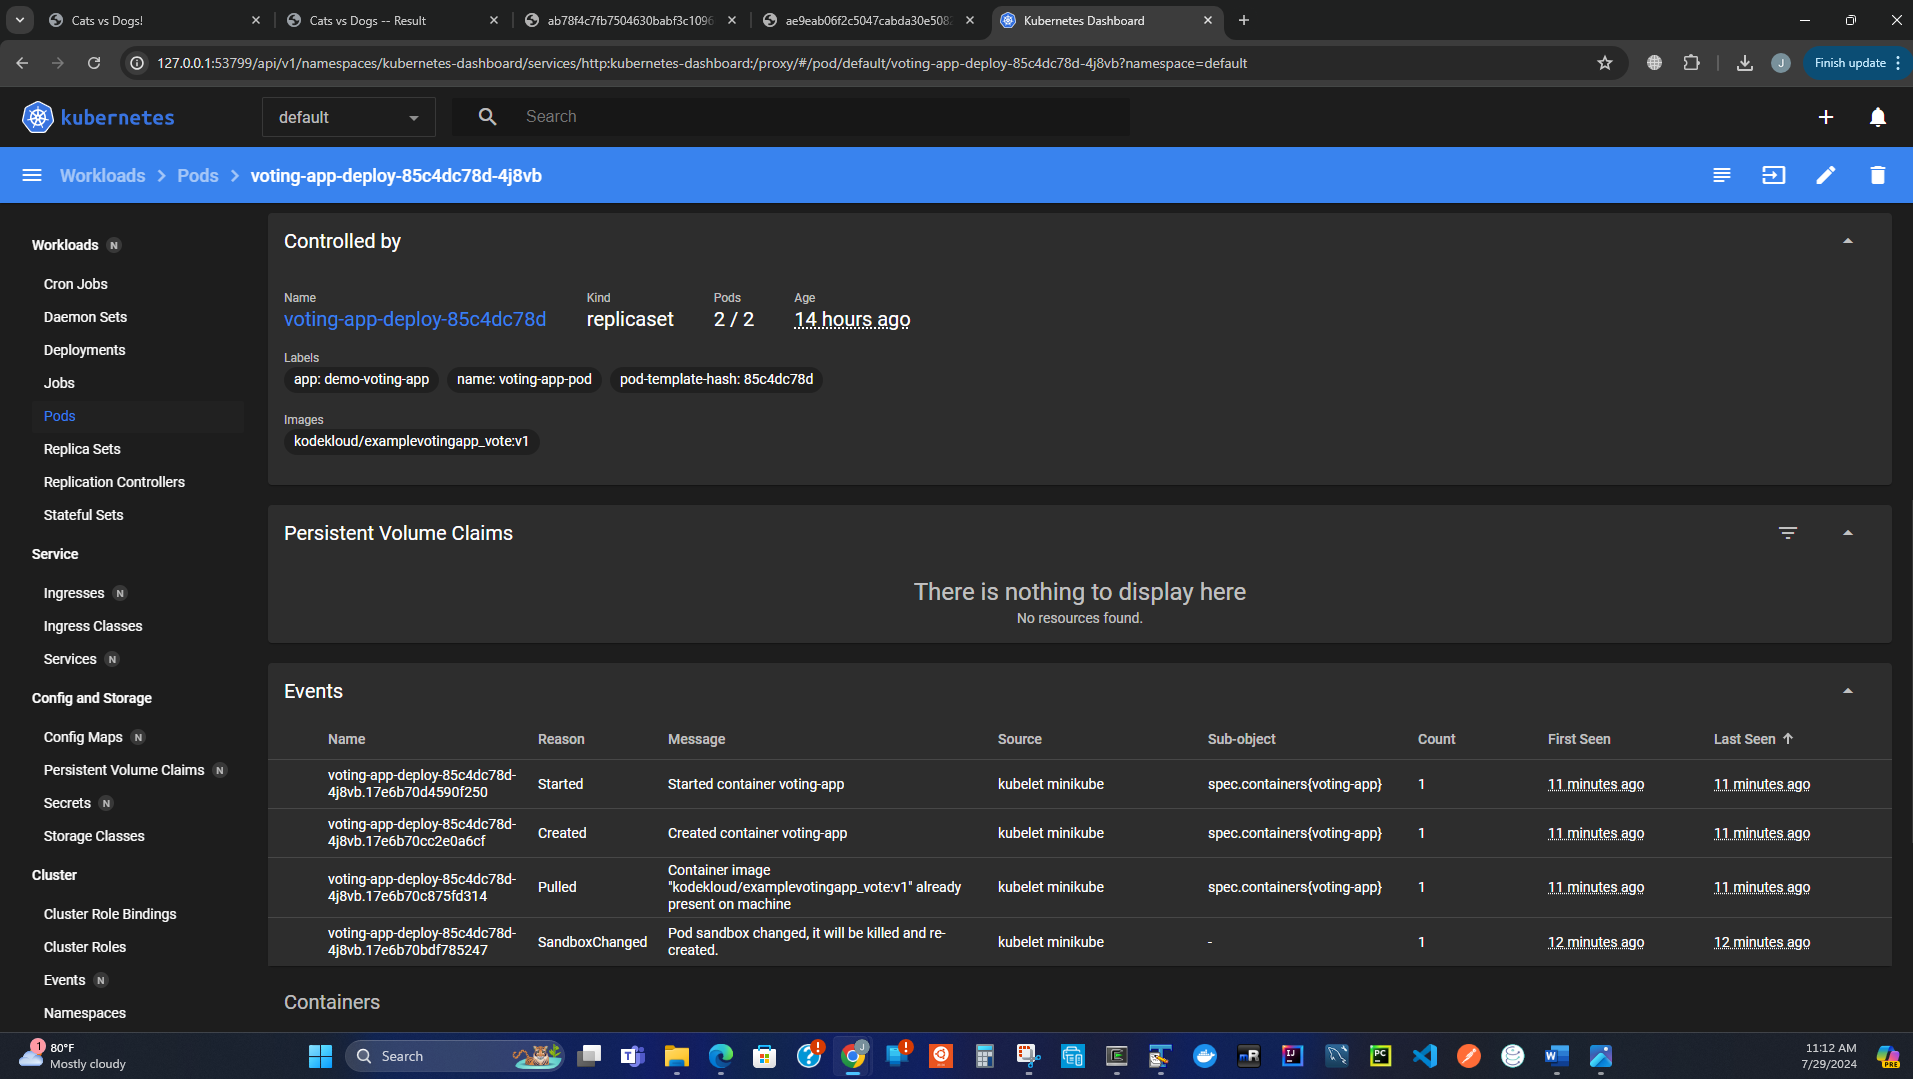 Cats vs Dogs!
Cats vs Dogs -- Result
ab78f4c7fb7504630babf3c1096
ae9eab06f2c5047cabda30e508
Kubernetes Dashboard
127.0.0.1:53799/api/v1/namespaces/kubernetes-dashboard/services/http:kubernetes-dashboard:/proxy/#/pod/default/voting-app-deploy-85c4dc78d-4j8vb?namespace=default
J
Finish update
kubernetes
default
Search
Workloads
Pods
voting-app-deploy-85c4dc78d-4j8vb
Workloads N
Cron Jobs
Daemon Sets
Deployments
Jobs
Pods
Replica Sets
Replication Controllers
Stateful Sets
Service
Ingresses N
Ingress Classes
Services N
Config and Storage
Config Maps N
Persistent Volume Claims N
Secrets N
Storage Classes
Cluster
Cluster Role Bindings
Cluster Roles
Events N
Namespaces
Controlled by
Name Kind Pods Age
voting-app-deploy-85c4dc78d replicaset 2 / 2 14 hours ago
Labels
app: demo-voting-app name: voting-app-pod pod-template-hash: 85c4dc78d
Images
kodekloud/examplevotingapp_vote:v1
Persistent Volume Claims
There is nothing to display here
No resources found.
Events
Name Reason Message Source Sub-object Count First Seen Last Seen
voting-app-deploy-85c4dc78d-
4j8vb.17e6b70d4590f250
Started
Started container voting-app
kubelet minikube
spec.containers{voting-app}
1
11 minutes ago
11 minutes ago
voting-app-deploy-85c4dc78d-
4j8vb.17e6b70cc2e0a6cf
Created
Created container voting-app
kubelet minikube
spec.containers{voting-app}
1
11 minutes ago
11 minutes ago
voting-app-deploy-85c4dc78d-
4j8vb.17e6b70c875fd314
Pulled
Container image
"kodekloud/examplevotingapp_vote:v1" already
present on machine
kubelet minikube
spec.containers{voting-app}
1
11 minutes ago
11 minutes ago
voting-app-deploy-85c4dc78d-
4j8vb.17e6b70bdf785247
SandboxChanged
Pod sandbox changed, it will be killed and re-
created.
kubelet minikube
-
1
12 minutes ago
12 minutes ago
Containers
1
80°F
Mostly cloudy
Search
11:12 AM
7/29/2024